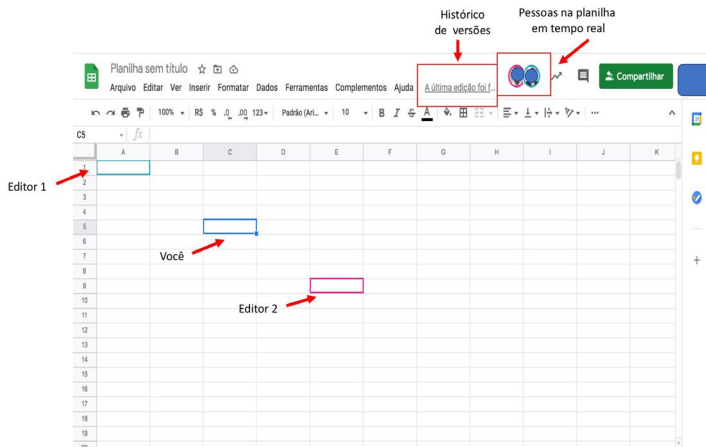 Histórico
de versões
Pessoas na planilha
em tempo real
Planilha sem título
Arquivo Editar Ver Inserir Formatar Dados Ferramentas Complementos Ajuda A última edição foi f...
Compartilhar
100% R$ % .0 .00 123 Padrão (Ari... 10 B I S A
C5 fx
A B C D E F G H I J K
1
2
3
4
5
6
7
8
9
10
11
12
13
14
15
16
17
18
19
20
Editor 1
Você
Editor 2
31